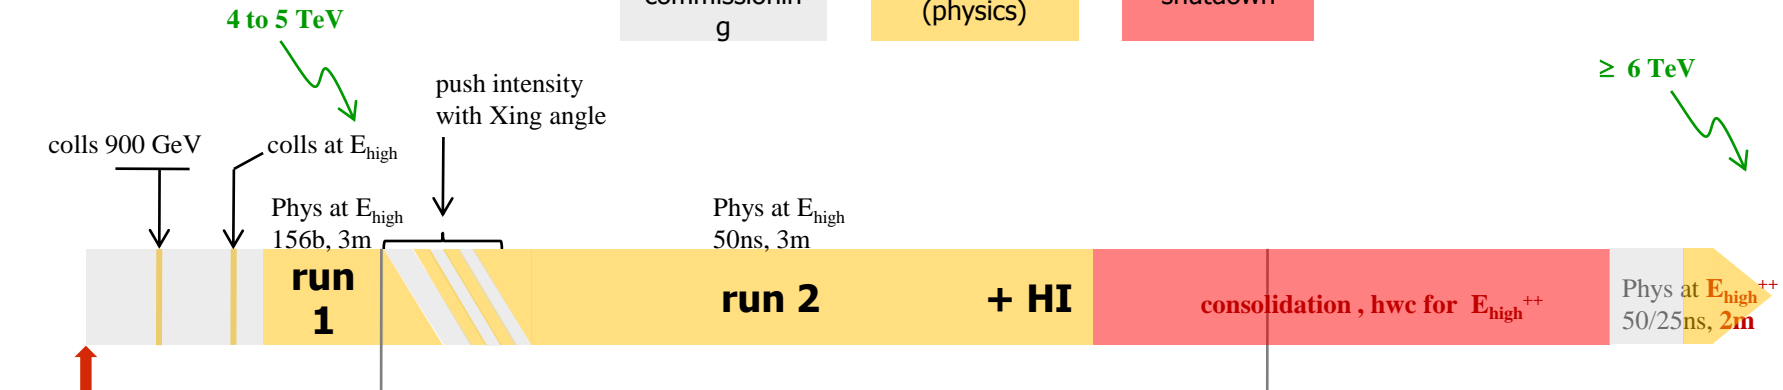 4 to 5 TeV
commissionin
g
(physics)
shutdown
≥ 6 TeV
push intensity
with Xing angle
colls 900 GeV
colls at Ehigh
Phys at Ehigh
156b, 3m
Phys at Ehigh
50ns, 3m
run
1
run 2
+ HI
consolidation , hwc for Ehigh++
Phys at Ehigh++
50/25ns, 2m